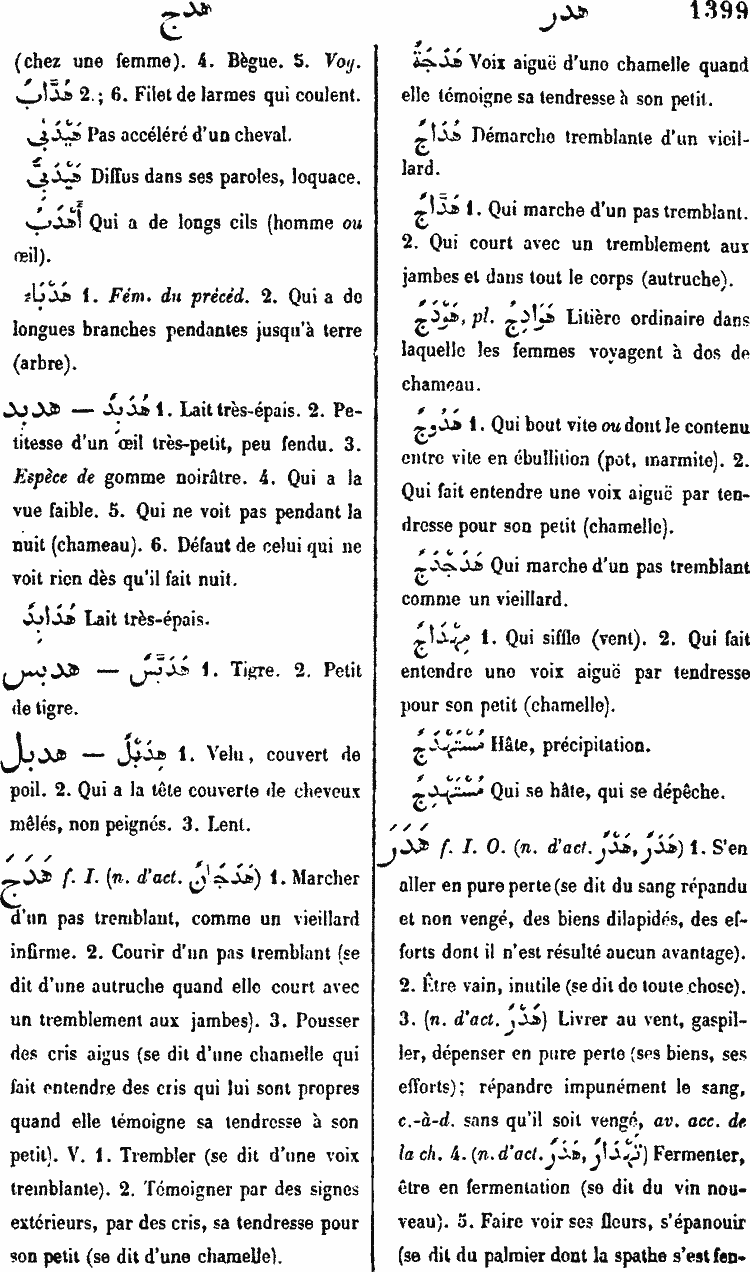 هدج
هدر
1399
(chez une femme). 4. Bègue. 5. Voy.
هَدَّابٌ 2.; 6. Filet de larmes qui coulent.
هَيْدَبَى Pas accéléré d'un cheval.
هَيْدَبِىٌّ Diffus dans ses paroles, loquace.
أَهْدَبُ Qui a de longs cils (homme ou
œil).
هَدْبَاءُ 1. Fém. du précéd. 2. Qui a de
longues branches pendantes jusqu'à terre
(arbre).
هدبد — هُدَبِدٌ 1. Lait très-épais. 2. Pe-
titesse d'un œil très-petit, peu fendu. 3.
Espèce de gomme noirâtre. 4. Qui a la
vue faible. 5. Qui ne voit pas pendant la
nuit (chameau). 6. Défaut de celui qui ne
voit rien dès qu'il fait nuit.
هُدَابِدٌ Lait très-épais.
هدبس — هَدَبَّسٌ 1. Tigre. 2. Petit
de tigre.
هدبل — هِدَبْلٌ 1. Velu, couvert de
poil. 2. Qui a la tête couverte de cheveux
mêlés, non peignés. 3. Lent.
هَدَجَ f. I. (n. d'act. هَدَجَانٌ) 1. Marcher
d'un pas tremblant, comme un vieillard
infirme. 2. Courir d'un pas tremblant (se
dit d'une autruche quand elle court avec
un tremblement aux jambes). 3. Pousser
des cris aigus (se dit d'une chamelle qui
fait entendre des cris qui lui sont propres
quand elle témoigne sa tendresse à son
petit). V. 1. Trembler (se dit d'une voix
tremblante). 2. Témoigner par des signes
extérieurs, par des cris, sa tendresse pour
son petit (se dit d'une chamelle).
هَدَجَةٌ Voix aiguë d'une chamelle quand
elle témoigne sa tendresse à son petit.
هُدَاجٌ Démarche tremblante d'un vieil-
lard.
هَدَّاجٌ 1. Qui marche d'un pas tremblant.
2. Qui court avec un tremblement aux
jambes et dans tout le corps (autruche).
هَوْدَجٌ, pl. هَوَادِجُ Litière ordinaire dans
laquelle les femmes voyagent à dos de
chameau.
هَدُوجٌ 1. Qui bout vite ou dont le contenu
entre vite en ébullition (pot, marmite). 2.
Qui fait entendre une voix aiguë par ten-
dresse pour son petit (chamelle).
هَدَجْدَجٌ Qui marche d'un pas tremblant
comme un vieillard.
مِهْدَاجٌ 1. Qui siffle (vent). 2. Qui fait
entendre une voix aiguë par tendresse
pour son petit (chamelle).
مُسْتَهْدَجٌ Hâte, précipitation.
مُسْتَهْدِجٌ Qui se hâte, qui se dépêche.
هَدَرَ f. I. O. (n. d'act. هَدْرٌ, هَدَرٌ) 1. S'en
aller en pure perte (se dit du sang répandu
et non vengé, des biens dilapidés, des ef-
forts dont il n'est résulté aucun avantage).
2. Être vain, inutile (se dit de toute chose).
3. (n. d'act. هَدْرٌ) Livrer au vent, gaspil-
ler, dépenser en pure perte (ses biens, ses
efforts); répandre impunément le sang,
c.-à-d. sans qu'il soit vengé, av. acc. de
la ch. 4. (n. d'act. هَدْرٌ, تَهْدَارٌ) Fermenter,
être en fermentation (se dit du vin nou-
veau). 5. Faire voir ses fleurs, s'épanouir
(se dit du palmier dont la spathe s'est fen-